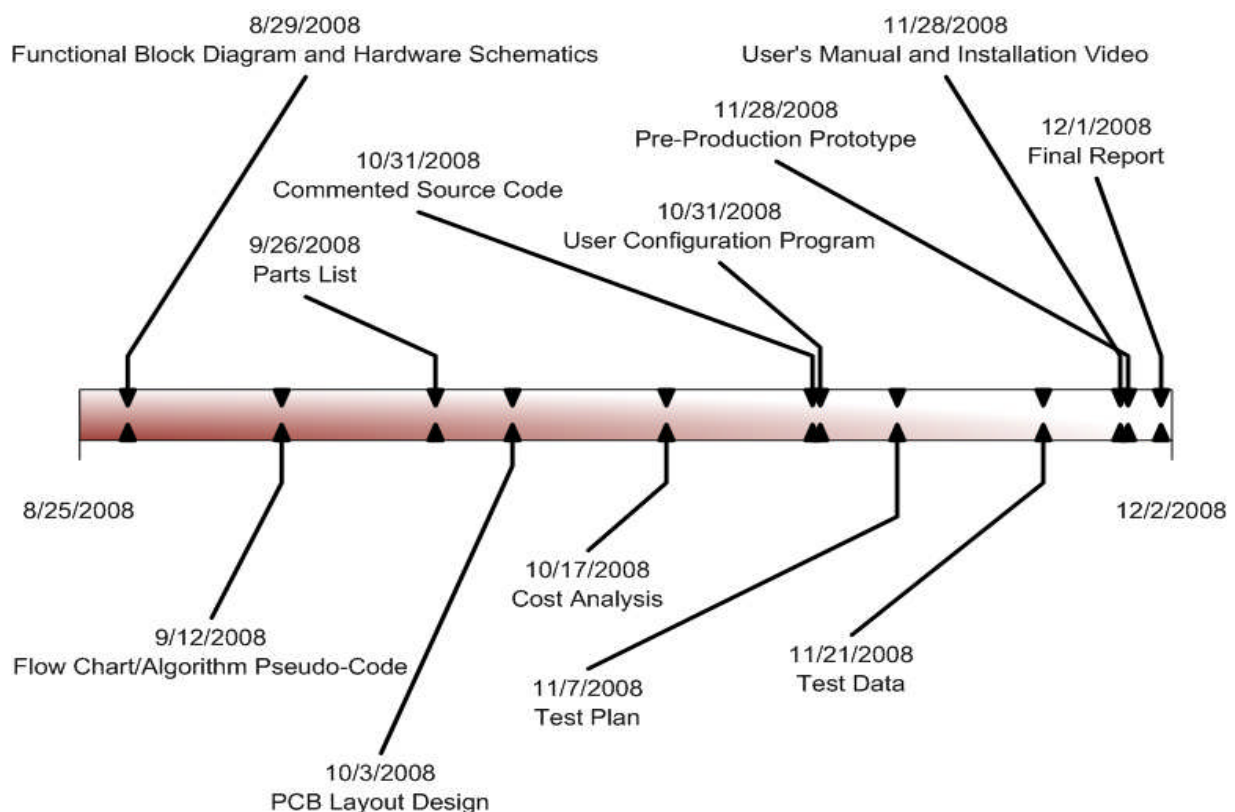 8/29/2008
Functional Block Diagram and Hardware Schematics
11/28/2008
User's Manual and Installation Video
11/28/2008
Pre-Production Prototype
12/1/2008
Final Report
10/31/2008
Commented Source Code
10/31/2008
User Configuration Program
9/26/2008
Parts List
8/25/2008
12/2/2008
10/17/2008
Cost Analysis
9/12/2008
Flow Chart/Algorithm Pseudo-Code
11/21/2008
Test Data
11/7/2008
Test Plan
10/3/2008
PCB Layout Design